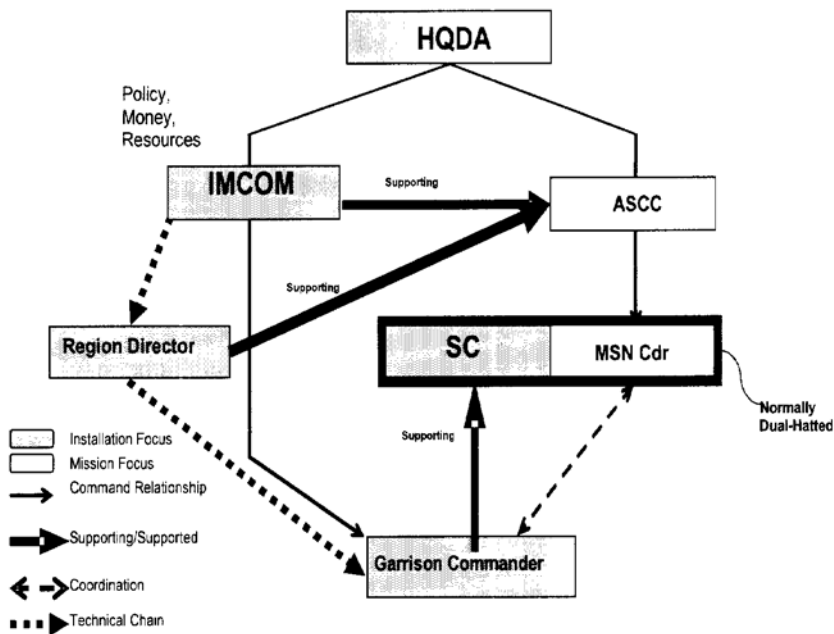 HQDA
Policy,
Money,
Resources
IMCOM
Supporting
ASCC
Supporting
Region Director
SC
MSN Cdr
Normally
Dual-Hatted
Supporting
Installation Focus
Mission Focus
Command Relationship
Supporting/Supported
Coordination
Technical Chain
Garrison Commander